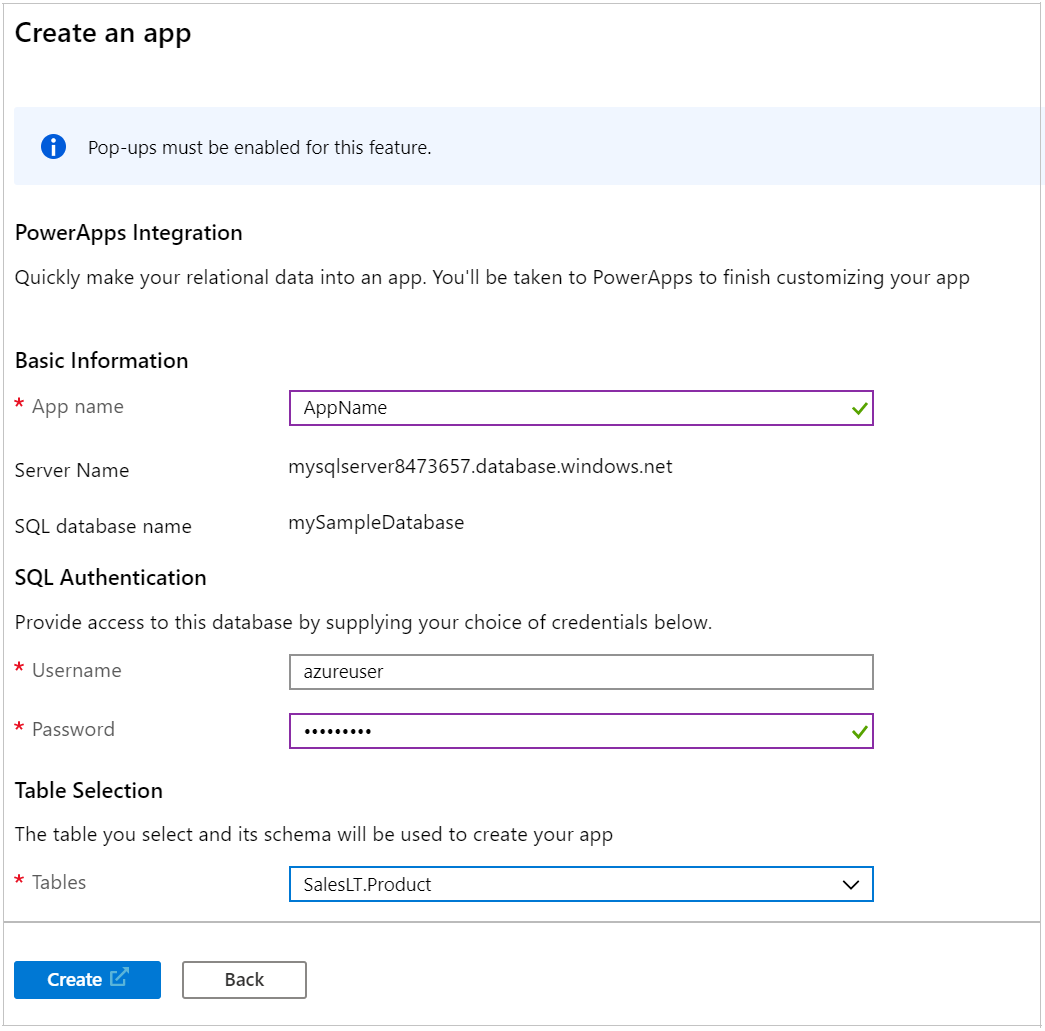 Create an app
Pop-ups must be enabled for this feature.
PowerApps Integration
Quickly make your relational data into an app. You'll be taken to PowerApps to finish customizing your app
Basic Information
* App name AppName
Server Name mysqlserver8473657.database.windows.net
SQL database name mySampleDatabase
SQL Authentication
Provide access to this database by supplying your choice of credentials below.
* Username azureuser
* Password •••••••••
Table Selection
The table you select and its schema will be used to create your app
* Tables SalesLT.Product
Create Back